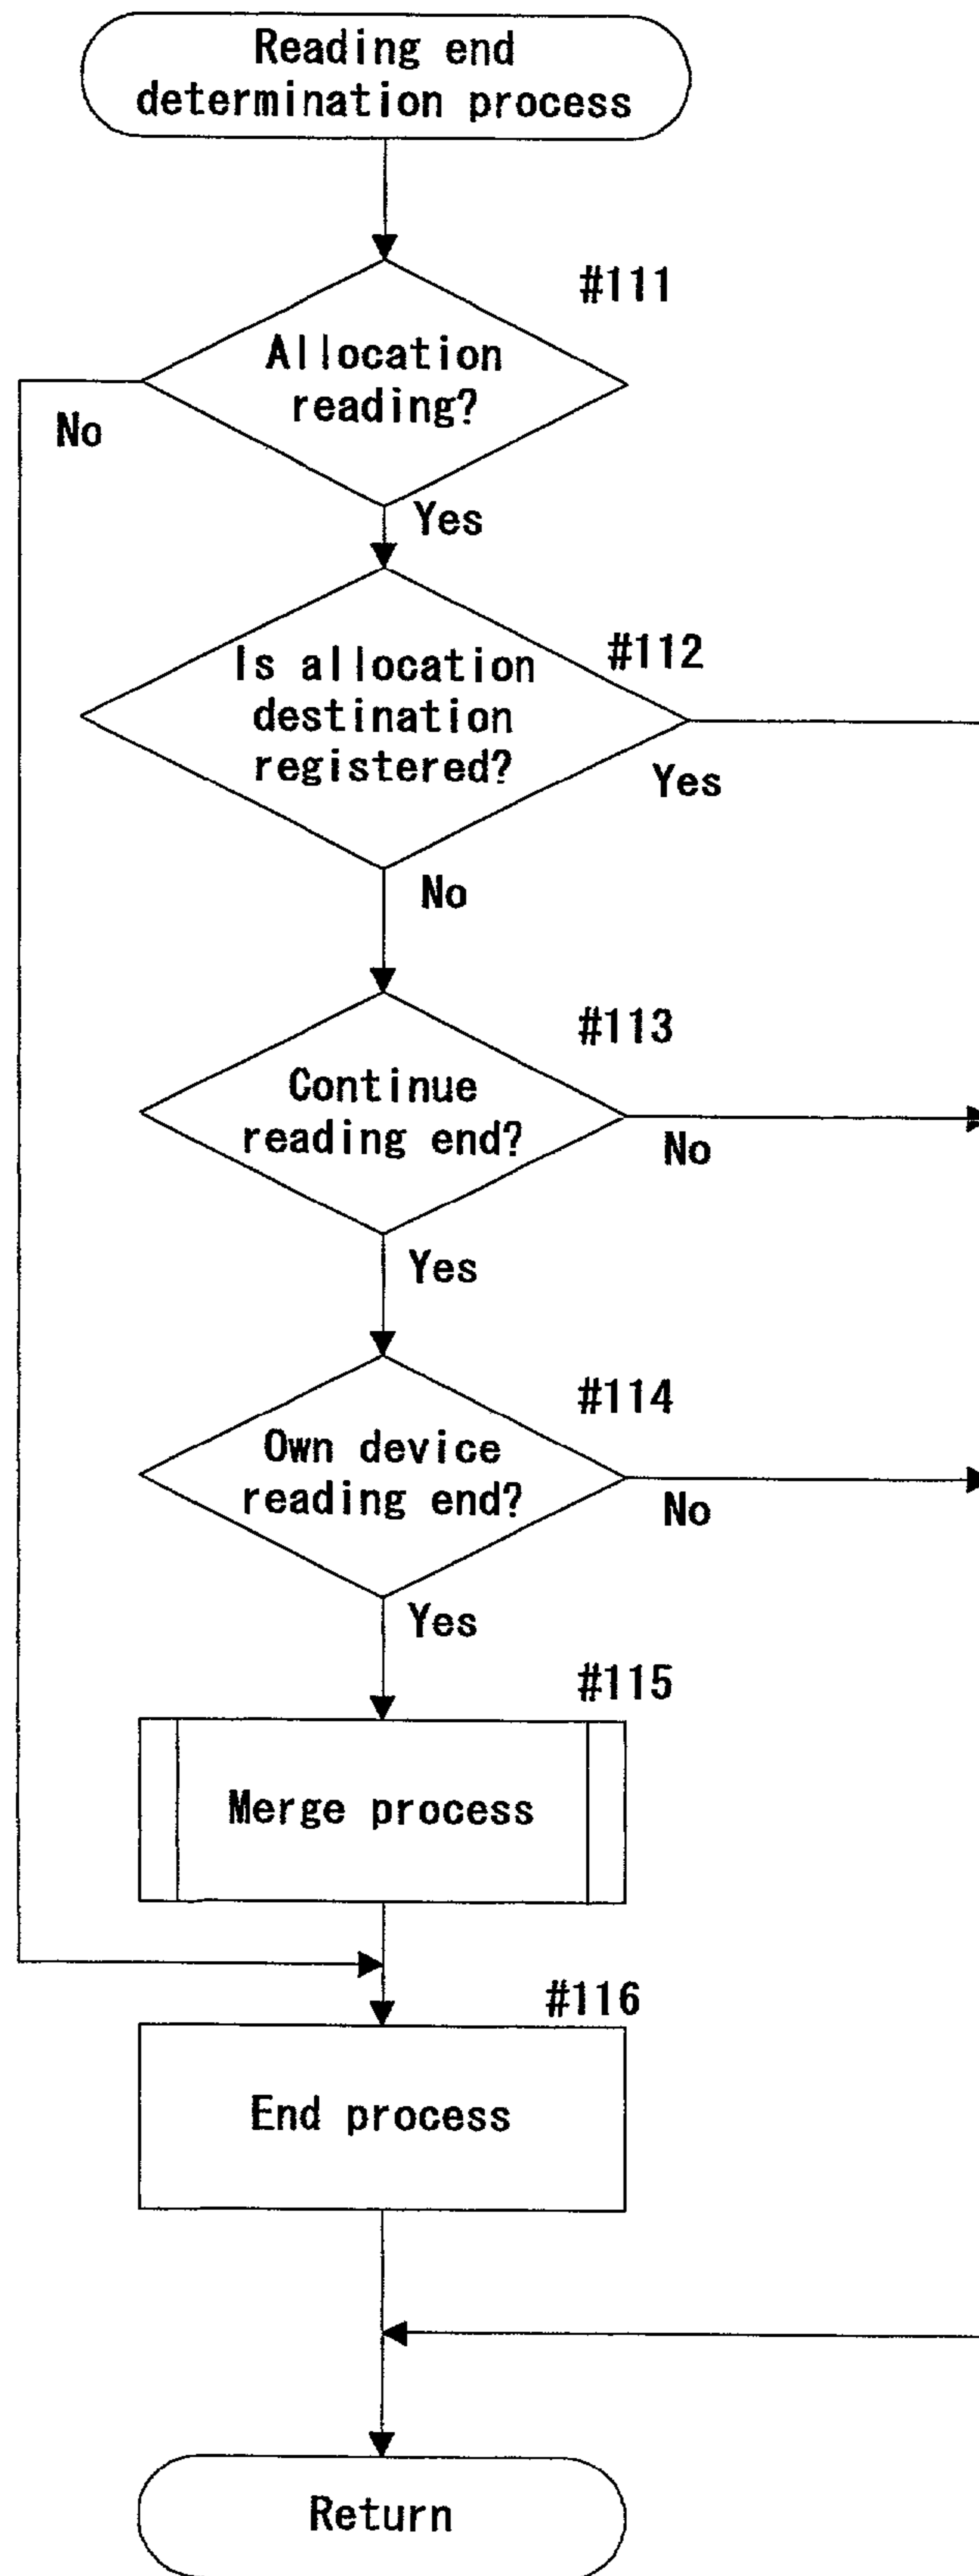 Reading end
determination process
#111
Allocation
reading?
No
Yes
#112
Is allocation
destination
registered?
Yes
No
#113
Continue
reading end?
No
Yes
#114
Own device
reading end?
No
Yes
#115
Merge process
#116
End process
Return